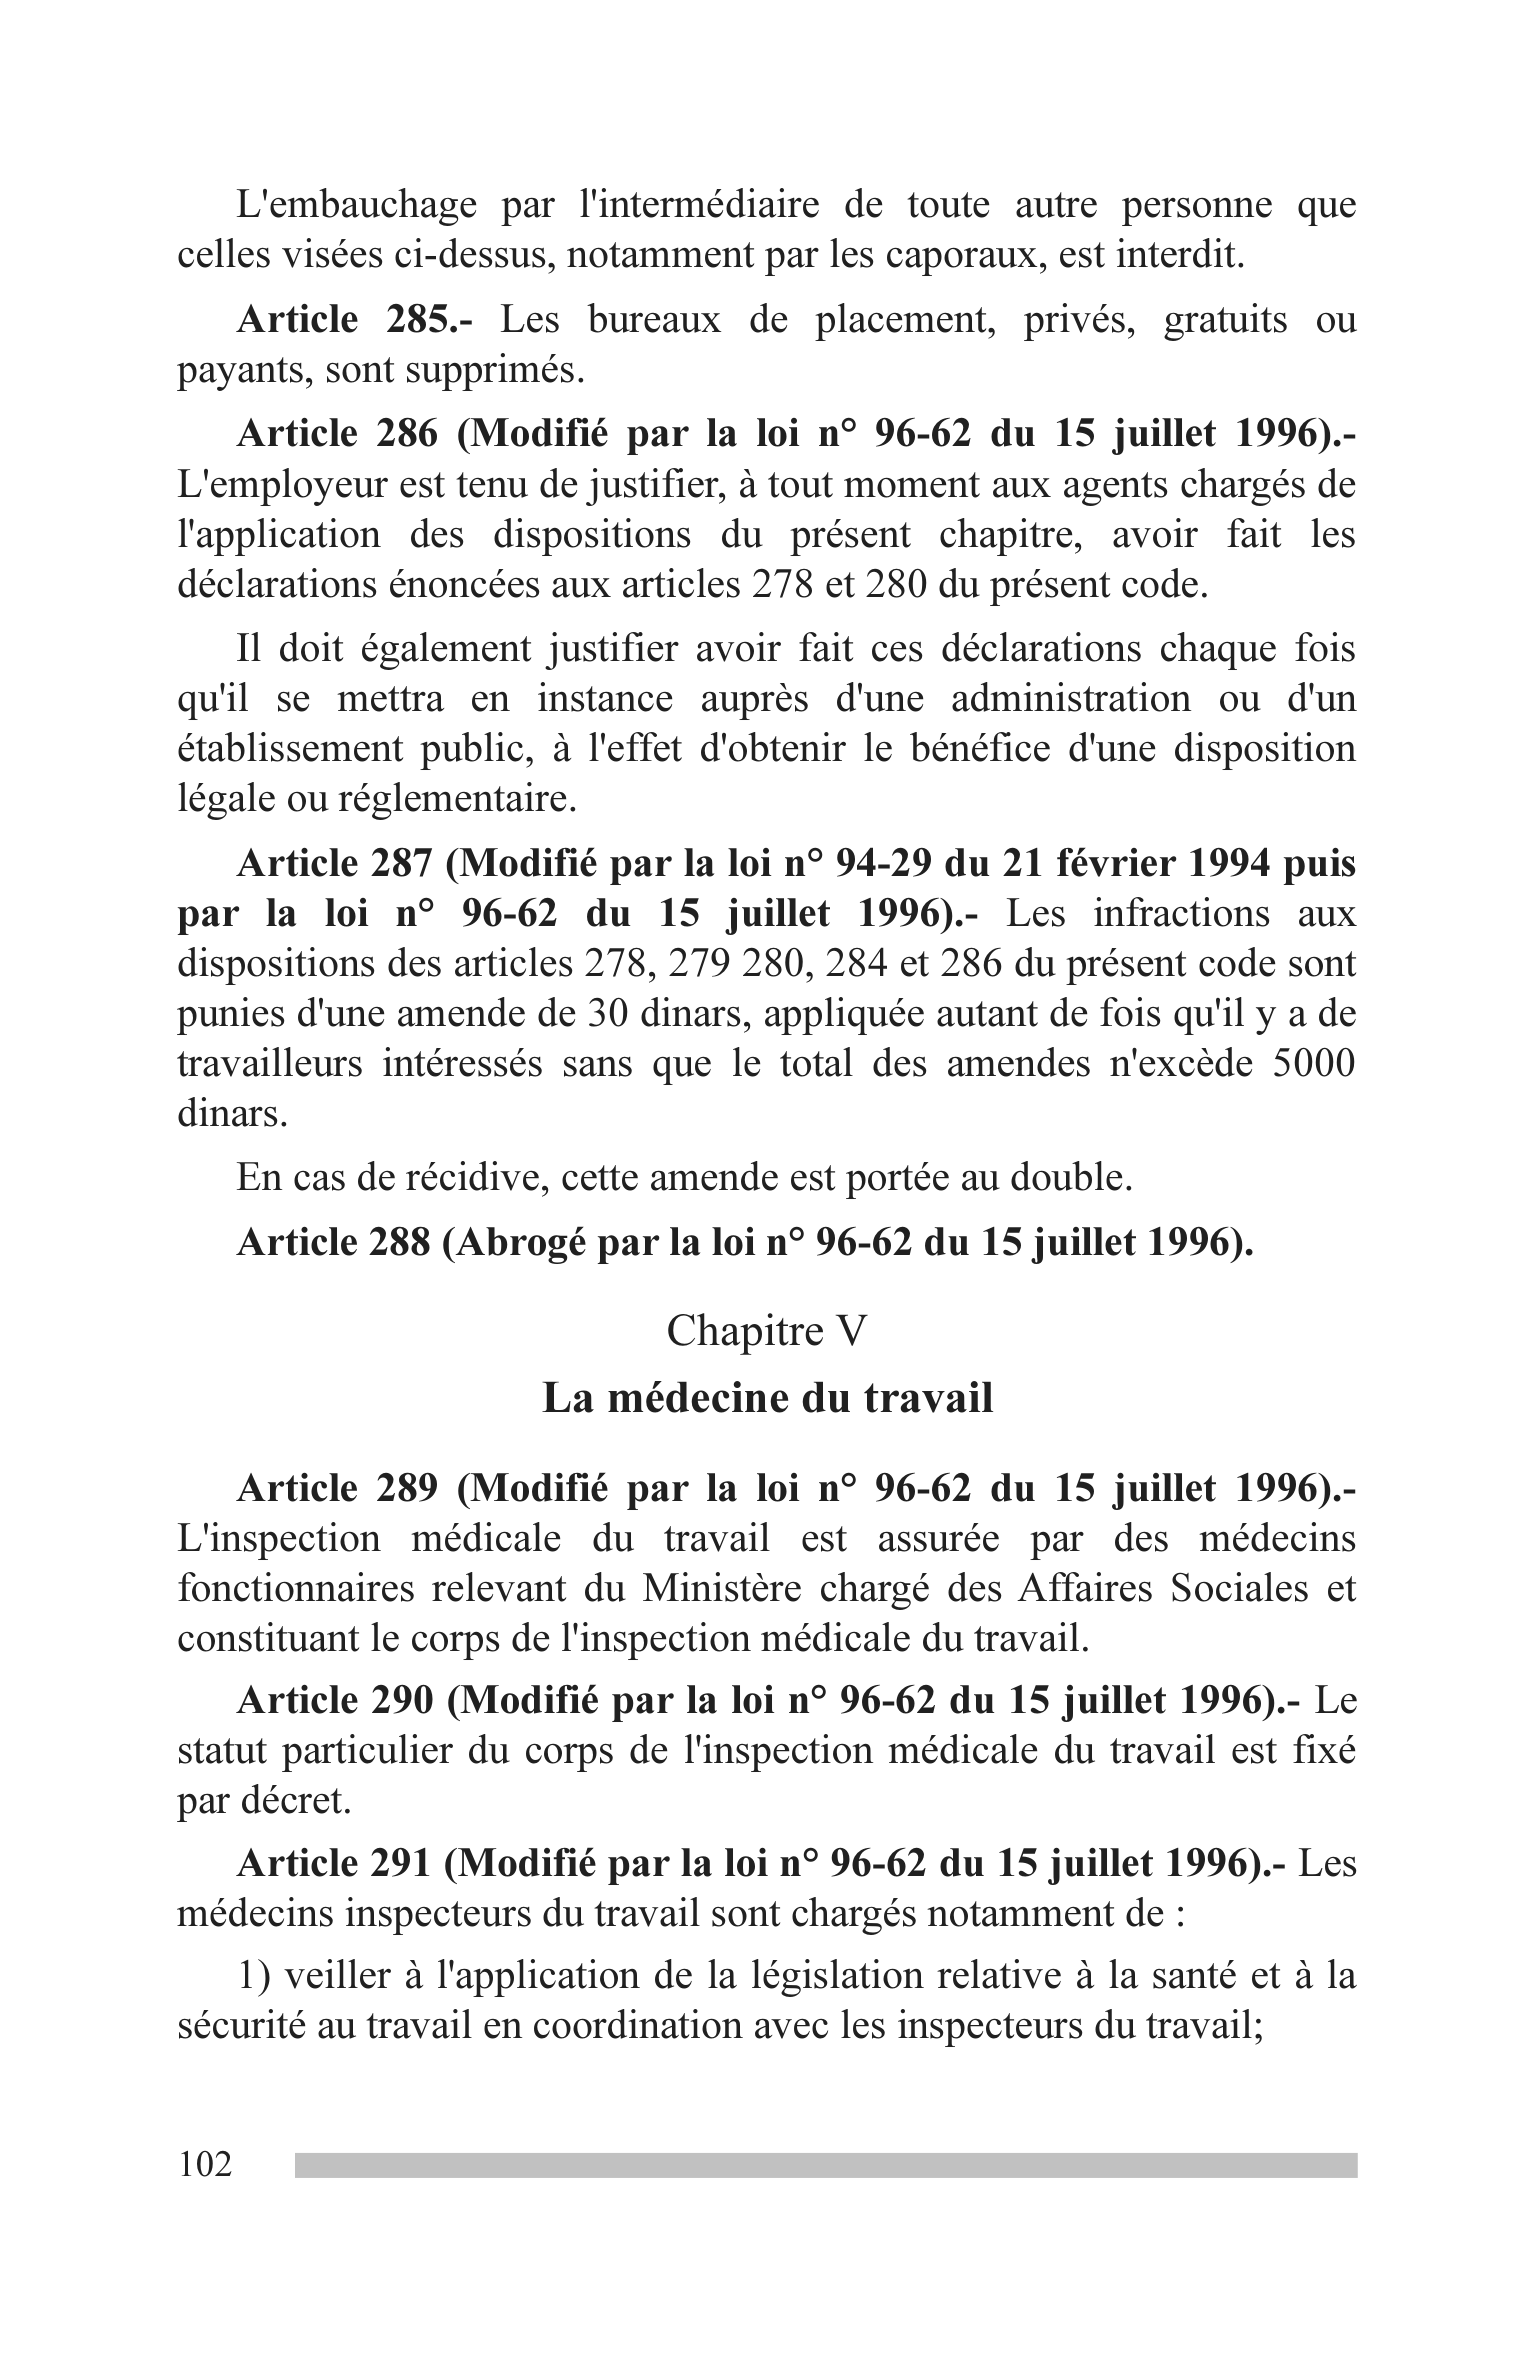 L'embauchage par l'intermédiaire de toute autre personne que
celles visées ci-dessus, notamment par les caporaux, est interdit.
Article 285.- Les bureaux de placement, privés, gratuits ou
payants, sont supprimés.
Article 286 (Modifié par la loi n° 96-62 du 15 juillet 1996).-
L'employeur est tenu de justifier, à tout moment aux agents chargés de
l'application des dispositions du présent chapitre, avoir fait les
déclarations énoncées aux articles 278 et 280 du présent code.
Il doit également justifier avoir fait ces déclarations chaque fois
qu'il se mettra en instance auprès d'une administration ou d'un
établissement public, à l'effet d'obtenir le bénéfice d'une disposition
légale ou réglementaire.
Article 287 (Modifié par la loi n° 94-29 du 21 février 1994 puis
par la loi n° 96-62 du 15 juillet 1996).- Les infractions aux
dispositions des articles 278, 279 280, 284 et 286 du présent code sont
punies d'une amende de 30 dinars, appliquée autant de fois qu'il y a de
travailleurs intéressés sans que le total des amendes n'excède 5000
dinars.
En cas de récidive, cette amende est portée au double.
Article 288 (Abrogé par la loi n° 96-62 du 15 juillet 1996).
Chapitre V
La médecine du travail
Article 289 (Modifié par la loi n° 96-62 du 15 juillet 1996).-
L'inspection médicale du travail est assurée par des médecins
fonctionnaires relevant du Ministère chargé des Affaires Sociales et
constituant le corps de l'inspection médicale du travail.
Article 290 (Modifié par la loi n° 96-62 du 15 juillet 1996).- Le
statut particulier du corps de l'inspection médicale du travail est fixé
par décret.
Article 291 (Modifié par la loi n° 96-62 du 15 juillet 1996).- Les
médecins inspecteurs du travail sont chargés notamment de :
1) veiller à l'application de la législation relative à la santé et à la
sécurité au travail en coordination avec les inspecteurs du travail;
102